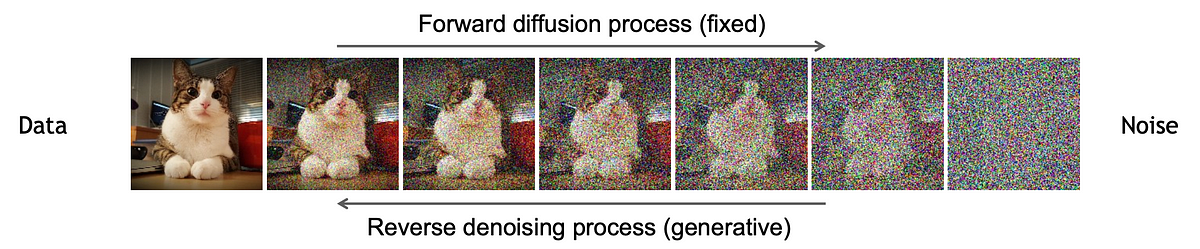 Forward diffusion process (fixed)
Data
Noise
Reverse denoising process (generative)